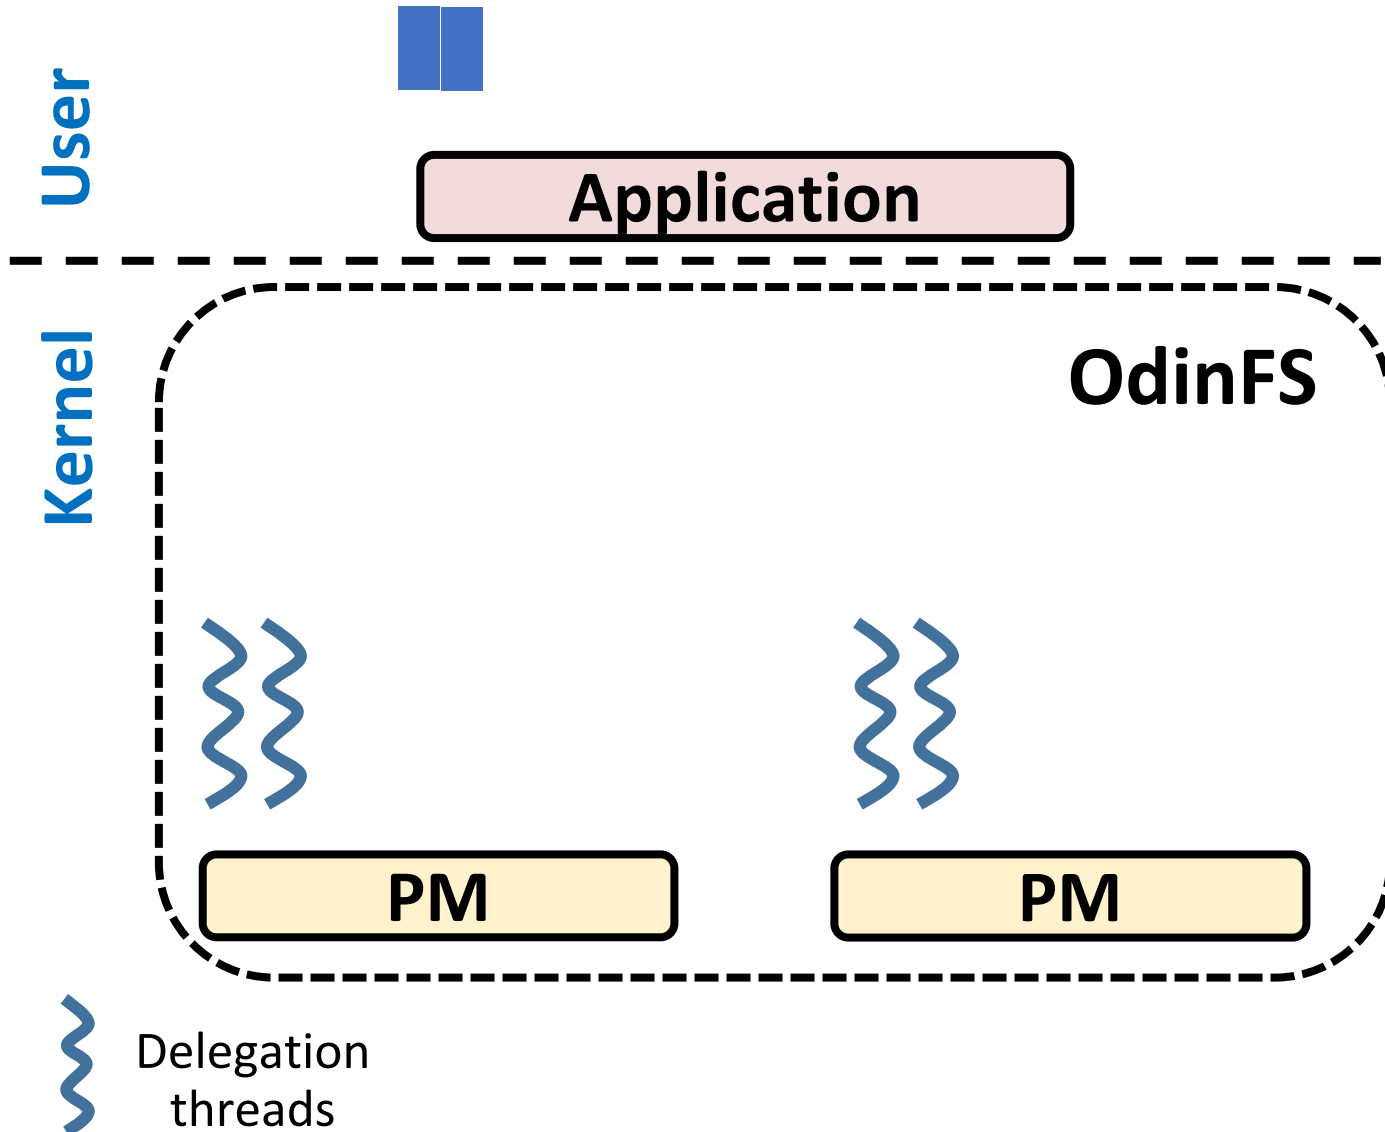 User
Application
Kernel
OdinFS
PM
PM
Delegation
threads